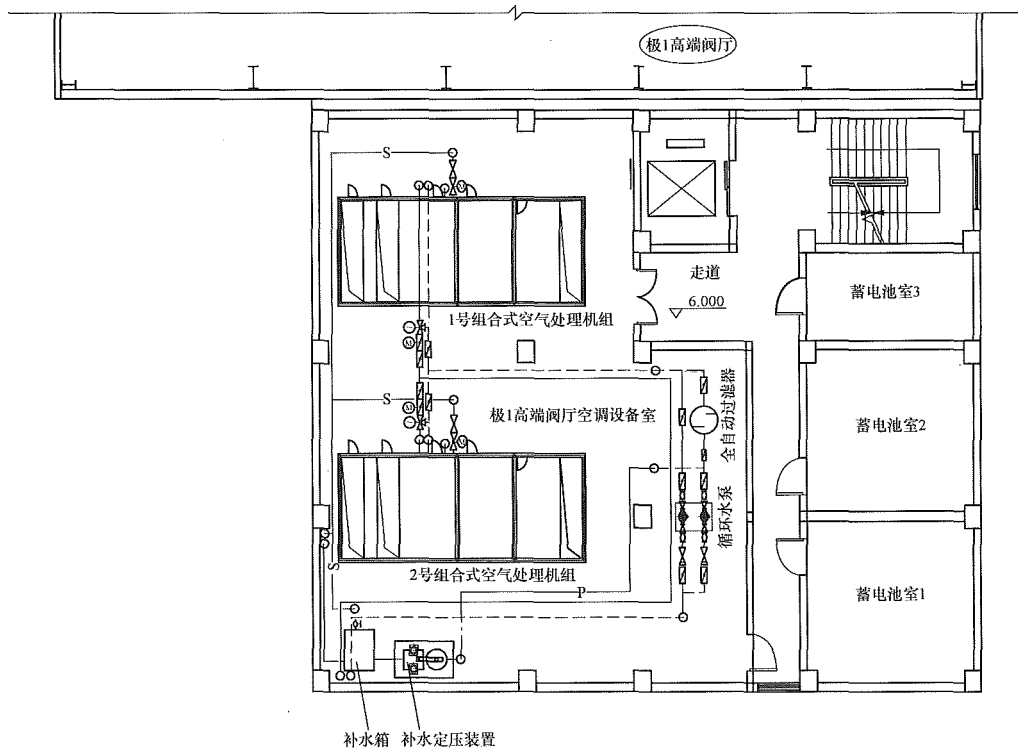 极1高端阀厅
S
走道
6.000
蓄电池室3
1号组合式空气处理机组
M
M
S
极1高端阀厅空调设备室
全自动过滤器
蓄电池室2
M
M
循环水泵
S
2号组合式空气处理机组
P
蓄电池室1
补水箱
补水定压装置